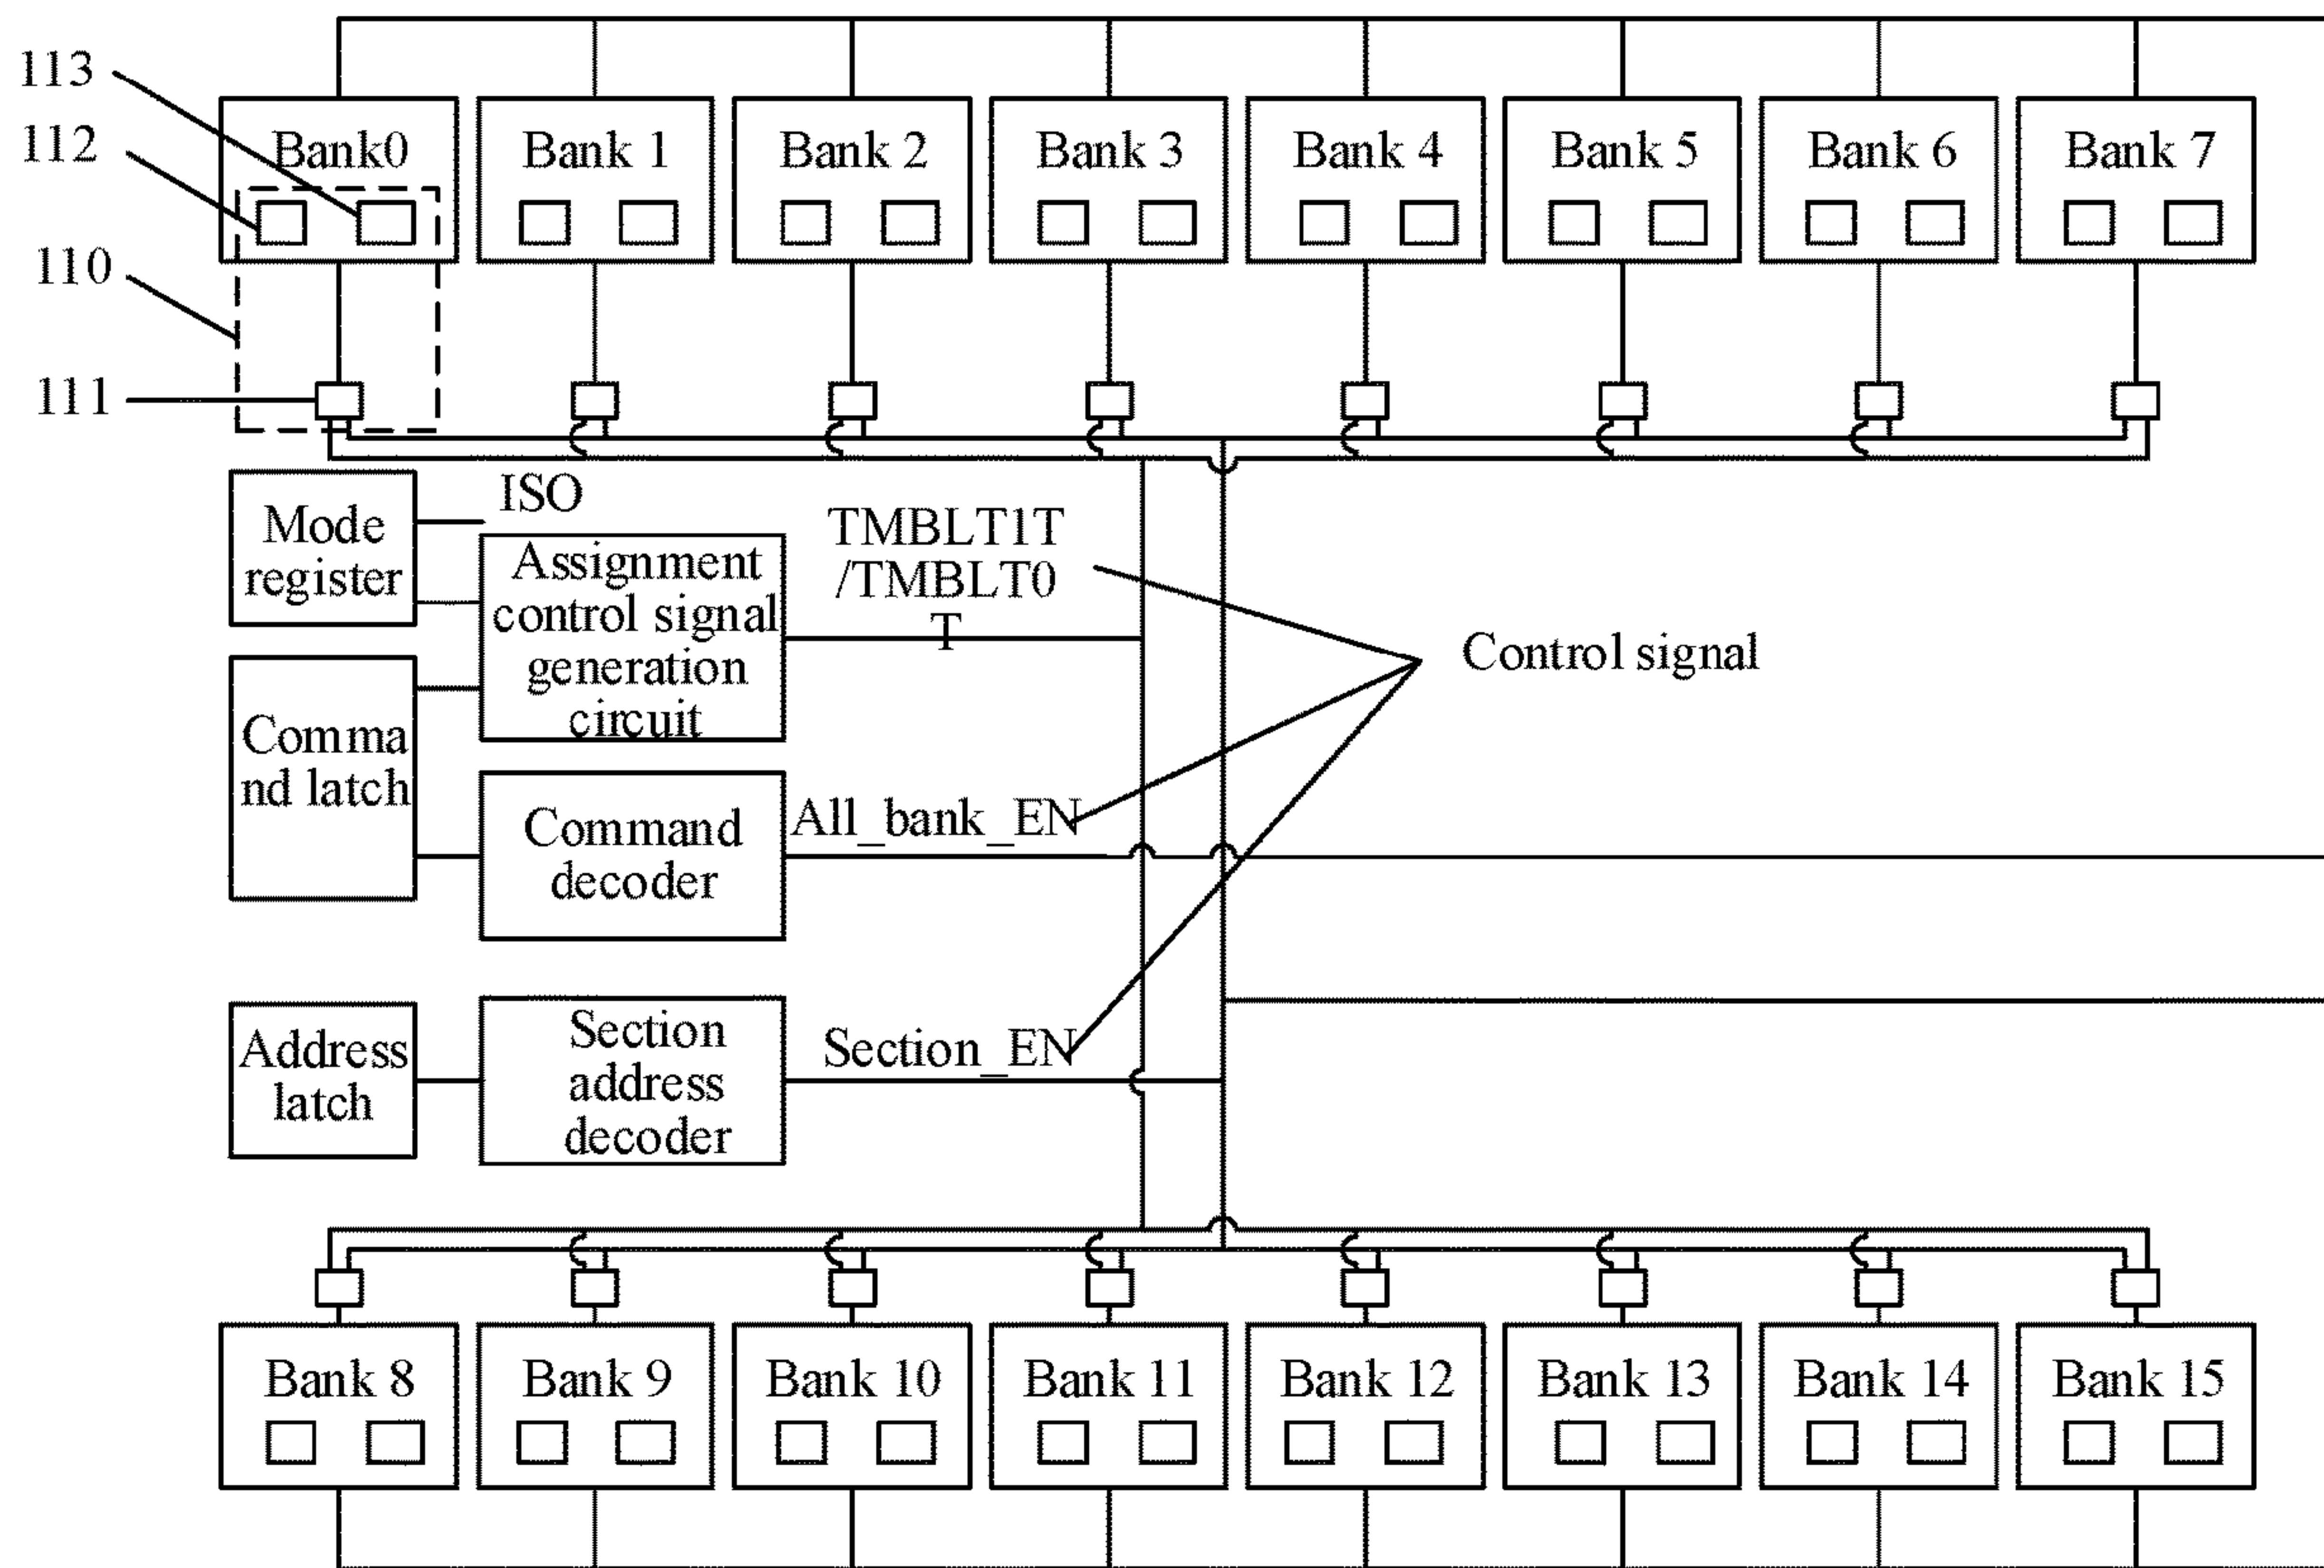 113
112
110
111
Bank0
Bank 1
Bank 2
Bank 3
Bank 4
Bank 5
Bank 6
Bank 7
Mode
register
ISO
Assignment
control signal
generation
circuit
TMBLT1T
/TMBLT0
T
Control signal
Comma
nd latch
Command
decoder
All_bank_EN
Address
latch
Section
address
decoder
Section_EN
Bank 8
Bank 9
Bank 10
Bank 11
Bank 12
Bank 13
Bank 14
Bank 15